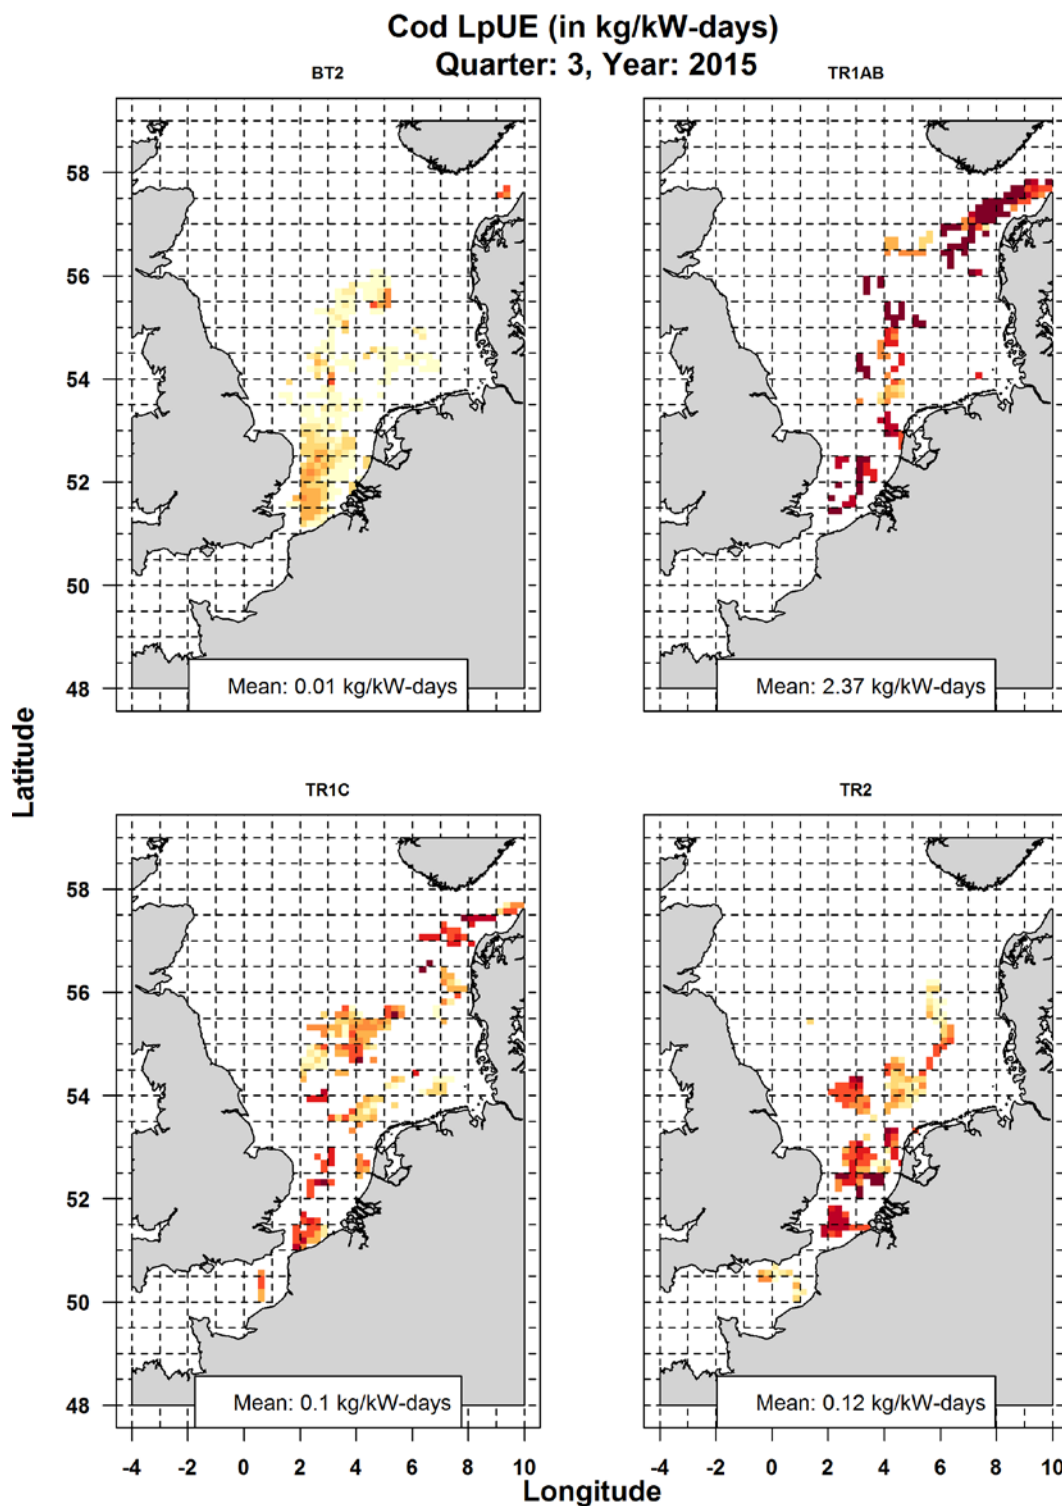 Cod LpUE (in kg/kW-days)
Quarter: 3, Year: 2015
BT2
TR1AB
58
56
54
52
50
48
Mean: 0.01 kg/kW-days
Mean: 2.37 kg/kW-days
Latitude
TR1C
TR2
58
56
54
52
50
48
Mean: 0.1 kg/kW-days
Mean: 0.12 kg/kW-days
-4 -2 0 2 4 6 8 10
-4 -2 0 2 4 6 8 10
Longitude